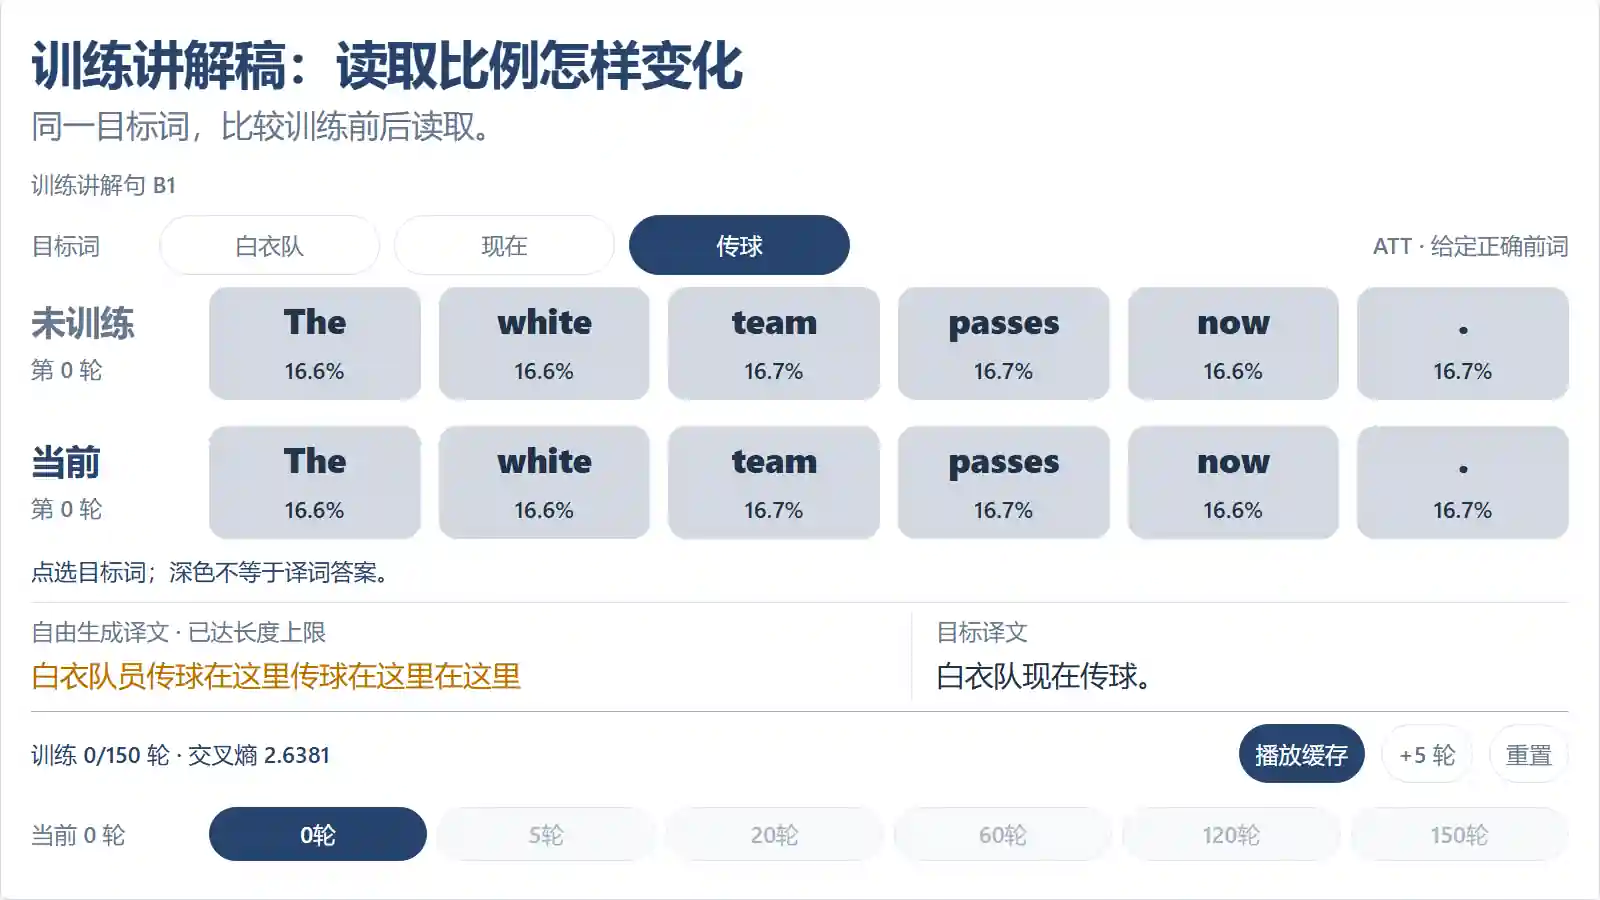 训练讲解稿：读取比例怎样变化
同一目标词，比较训练前后读取。
训练讲解句 B1
目标词 白衣队 现在 传球 ATT · 给定正确前词
未训练 The white team passes now .
第 0 轮 16.6% 16.6% 16.7% 16.7% 16.6% 16.7%
当前 The white team passes now .
第 0 轮 16.6% 16.6% 16.7% 16.7% 16.6% 16.7%
点选目标词；深色不等于译词答案。
自由生成译文 · 已达长度上限 目标译文
白衣队员传球在这里传球在这里在这里 白衣队现在传球。
训练 0/150 轮 · 交叉熵 2.6381 播放缓存 +5 轮 重置
当前 0 轮 0轮 5轮 20轮 60轮 120轮 150轮